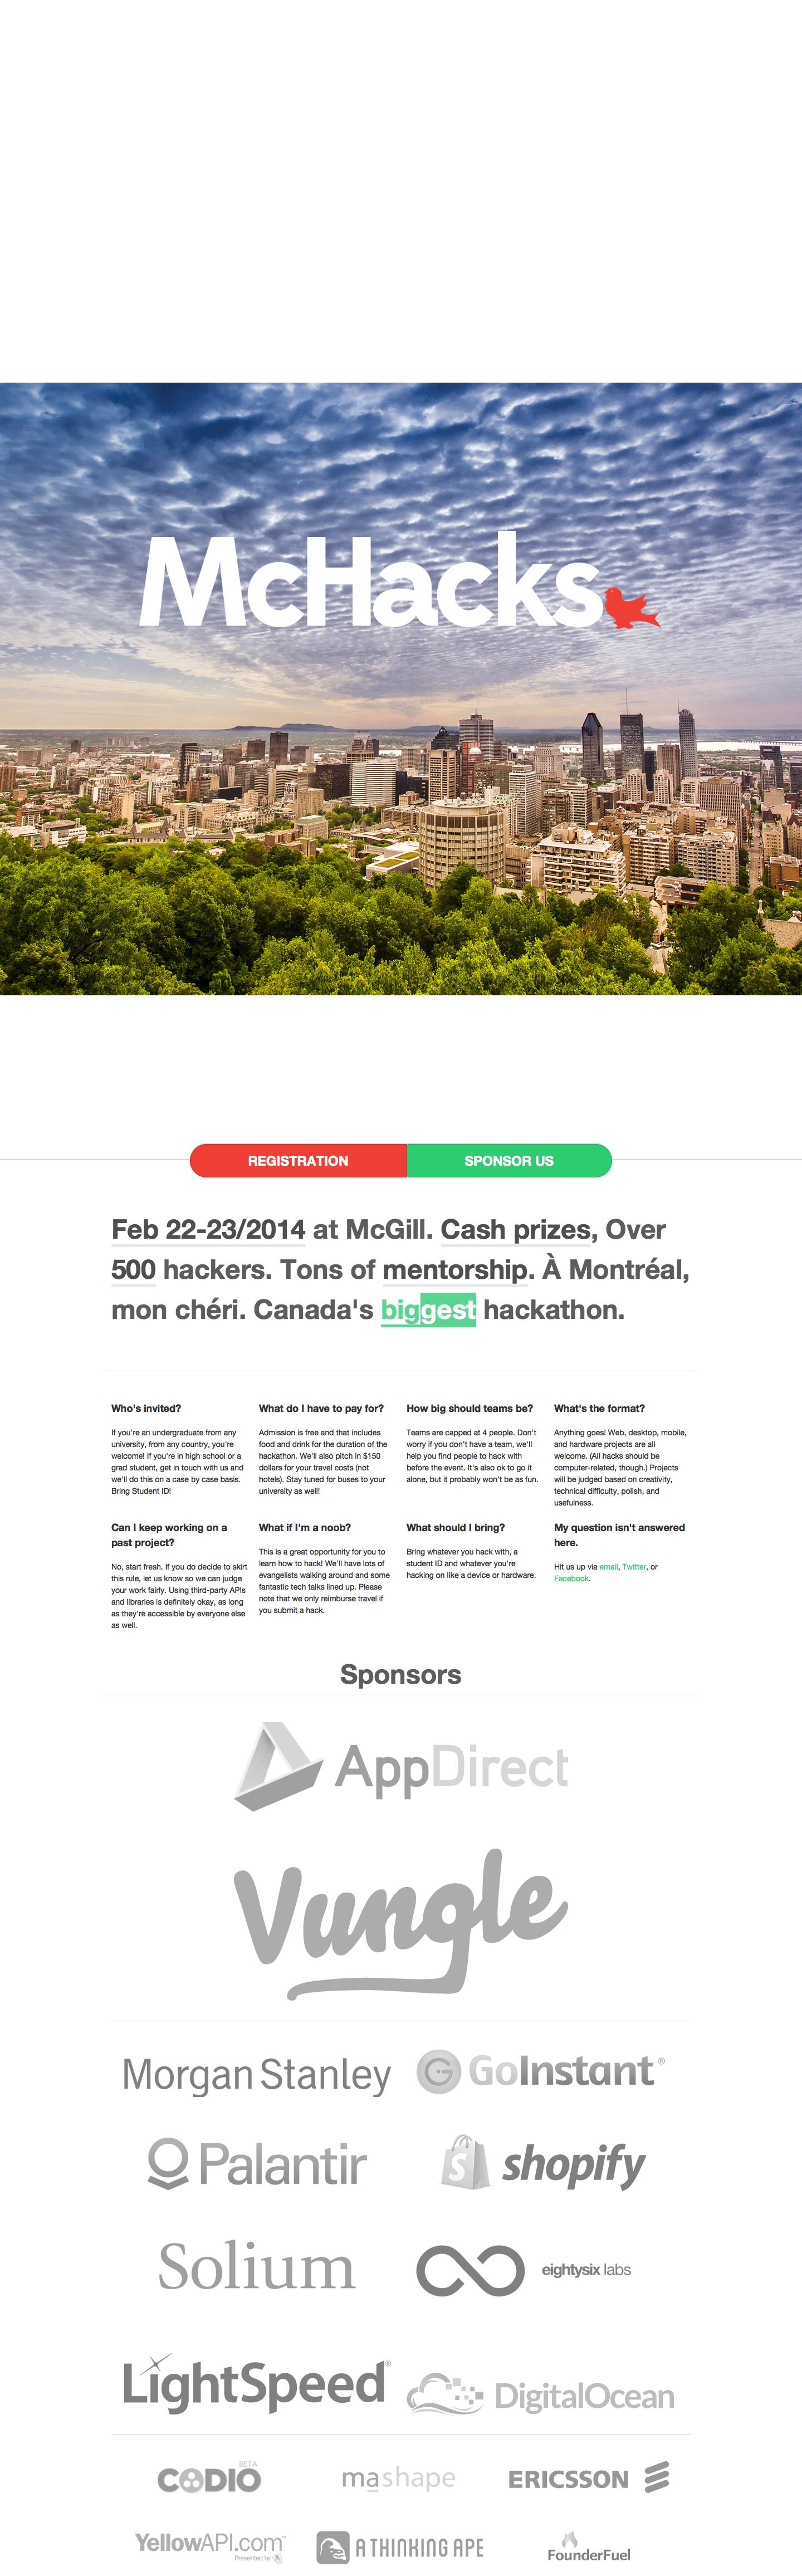 McHacks
REGISTRATION
SPONSOR US
Feb 22-23/2014 at McGill. Cash prizes, Over
500 hackers. Tons of mentorship. À Montréal,
mon chéri. Canada's biggest hackathon.
Who's invited?
If you're an undergraduate from any
university, from any country, you're
welcome! If you're in high school or a
grad student, get in touch with us and
we'll do this on a case by case basis.
Bring Student ID!
What do I have to pay for?
Admission is free and that includes
food and drink for the duration of the
hackathon. We'll also pitch in $150
dollars for your travel costs (not
hotels). Stay tuned for buses to your
university as well!
How big should teams be?
Teams are capped at 4 people. Don't
worry if you don't have a team, we'll
help you find people to hack with
before the event. It's also ok to go it
alone, but it probably won't be as fun.
What's the format?
Anything goes! Web, desktop, mobile,
and hardware projects are all
welcome. (All hacks should be
computer-related, though.) Projects
will be judged based on creativity,
technical difficulty, polish, and
usefulness.
Can I keep working on a
past project?
No, start fresh. If you do decide to skirt
this rule, let us know so we can judge
your work fairly. Using third-party APIs
and libraries is definitely okay, as long
as they're accessible by everyone else
as well.
What if I'm a noob?
This is a great opportunity for you to
learn how to hack! We'll have lots of
evangelists walking around and some
fantastic tech talks lined up. Please
note that we only reimburse travel if
you submit a hack.
What should I bring?
Bring whatever you hack with, a
student ID and whatever you're
hacking on like a device or hardware.
My question isn't answered
here.
Hit us up via email, Twitter, or
Facebook.
Sponsors
AppDirect
Vungle
Morgan Stanley
GoInstant®
Palantir
shopify
Solium
eightysix labs
LightSpeed®
DigitalOcean
CODIO BETA
mashape
ERICSSON
YellowAPI.com™
Presented by
A THINKING APE
FounderFuel